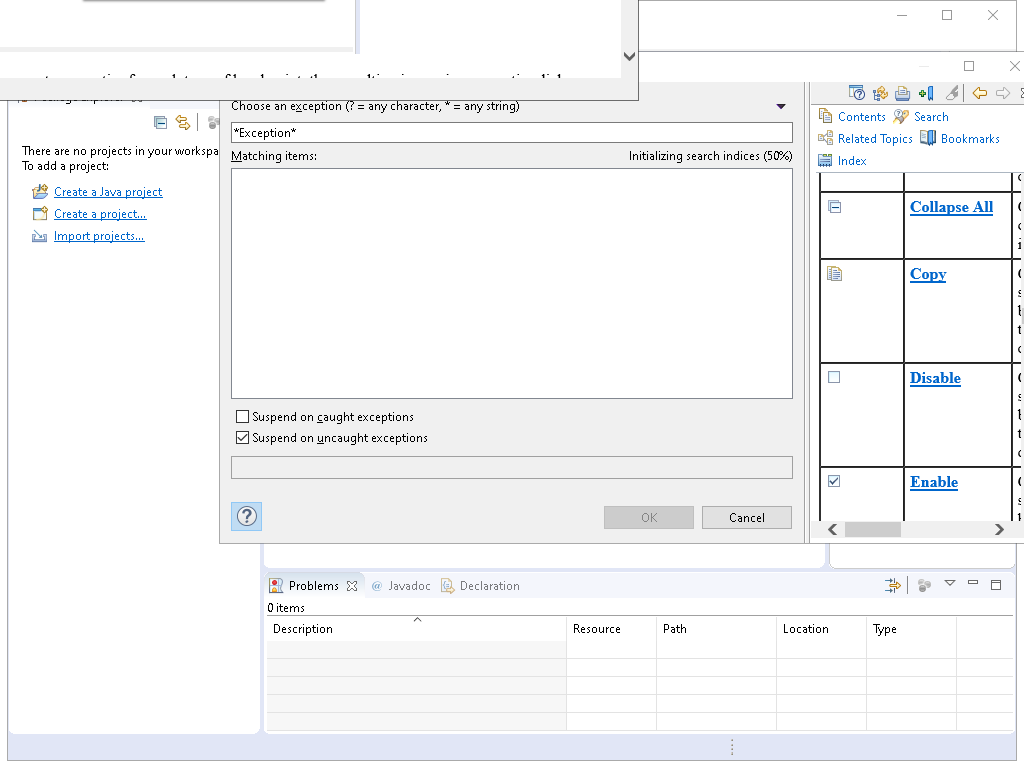 Choose an exception (? = any character, * = any string)
*Exception*
Matching items:
Initializing search indices (50%)
There are no projects in your workspa
To add a project:
Create a Java project
Create a project...
Import projects...
Suspend on caught exceptions
Suspend on uncaught exceptions
OK
Cancel
Contents
Search
Related Topics
Bookmarks
Index
Collapse All
Copy
Disable
Enable
Problems
@ Javadoc
Declaration
0 items
Description
Resource
Path
Location
Type